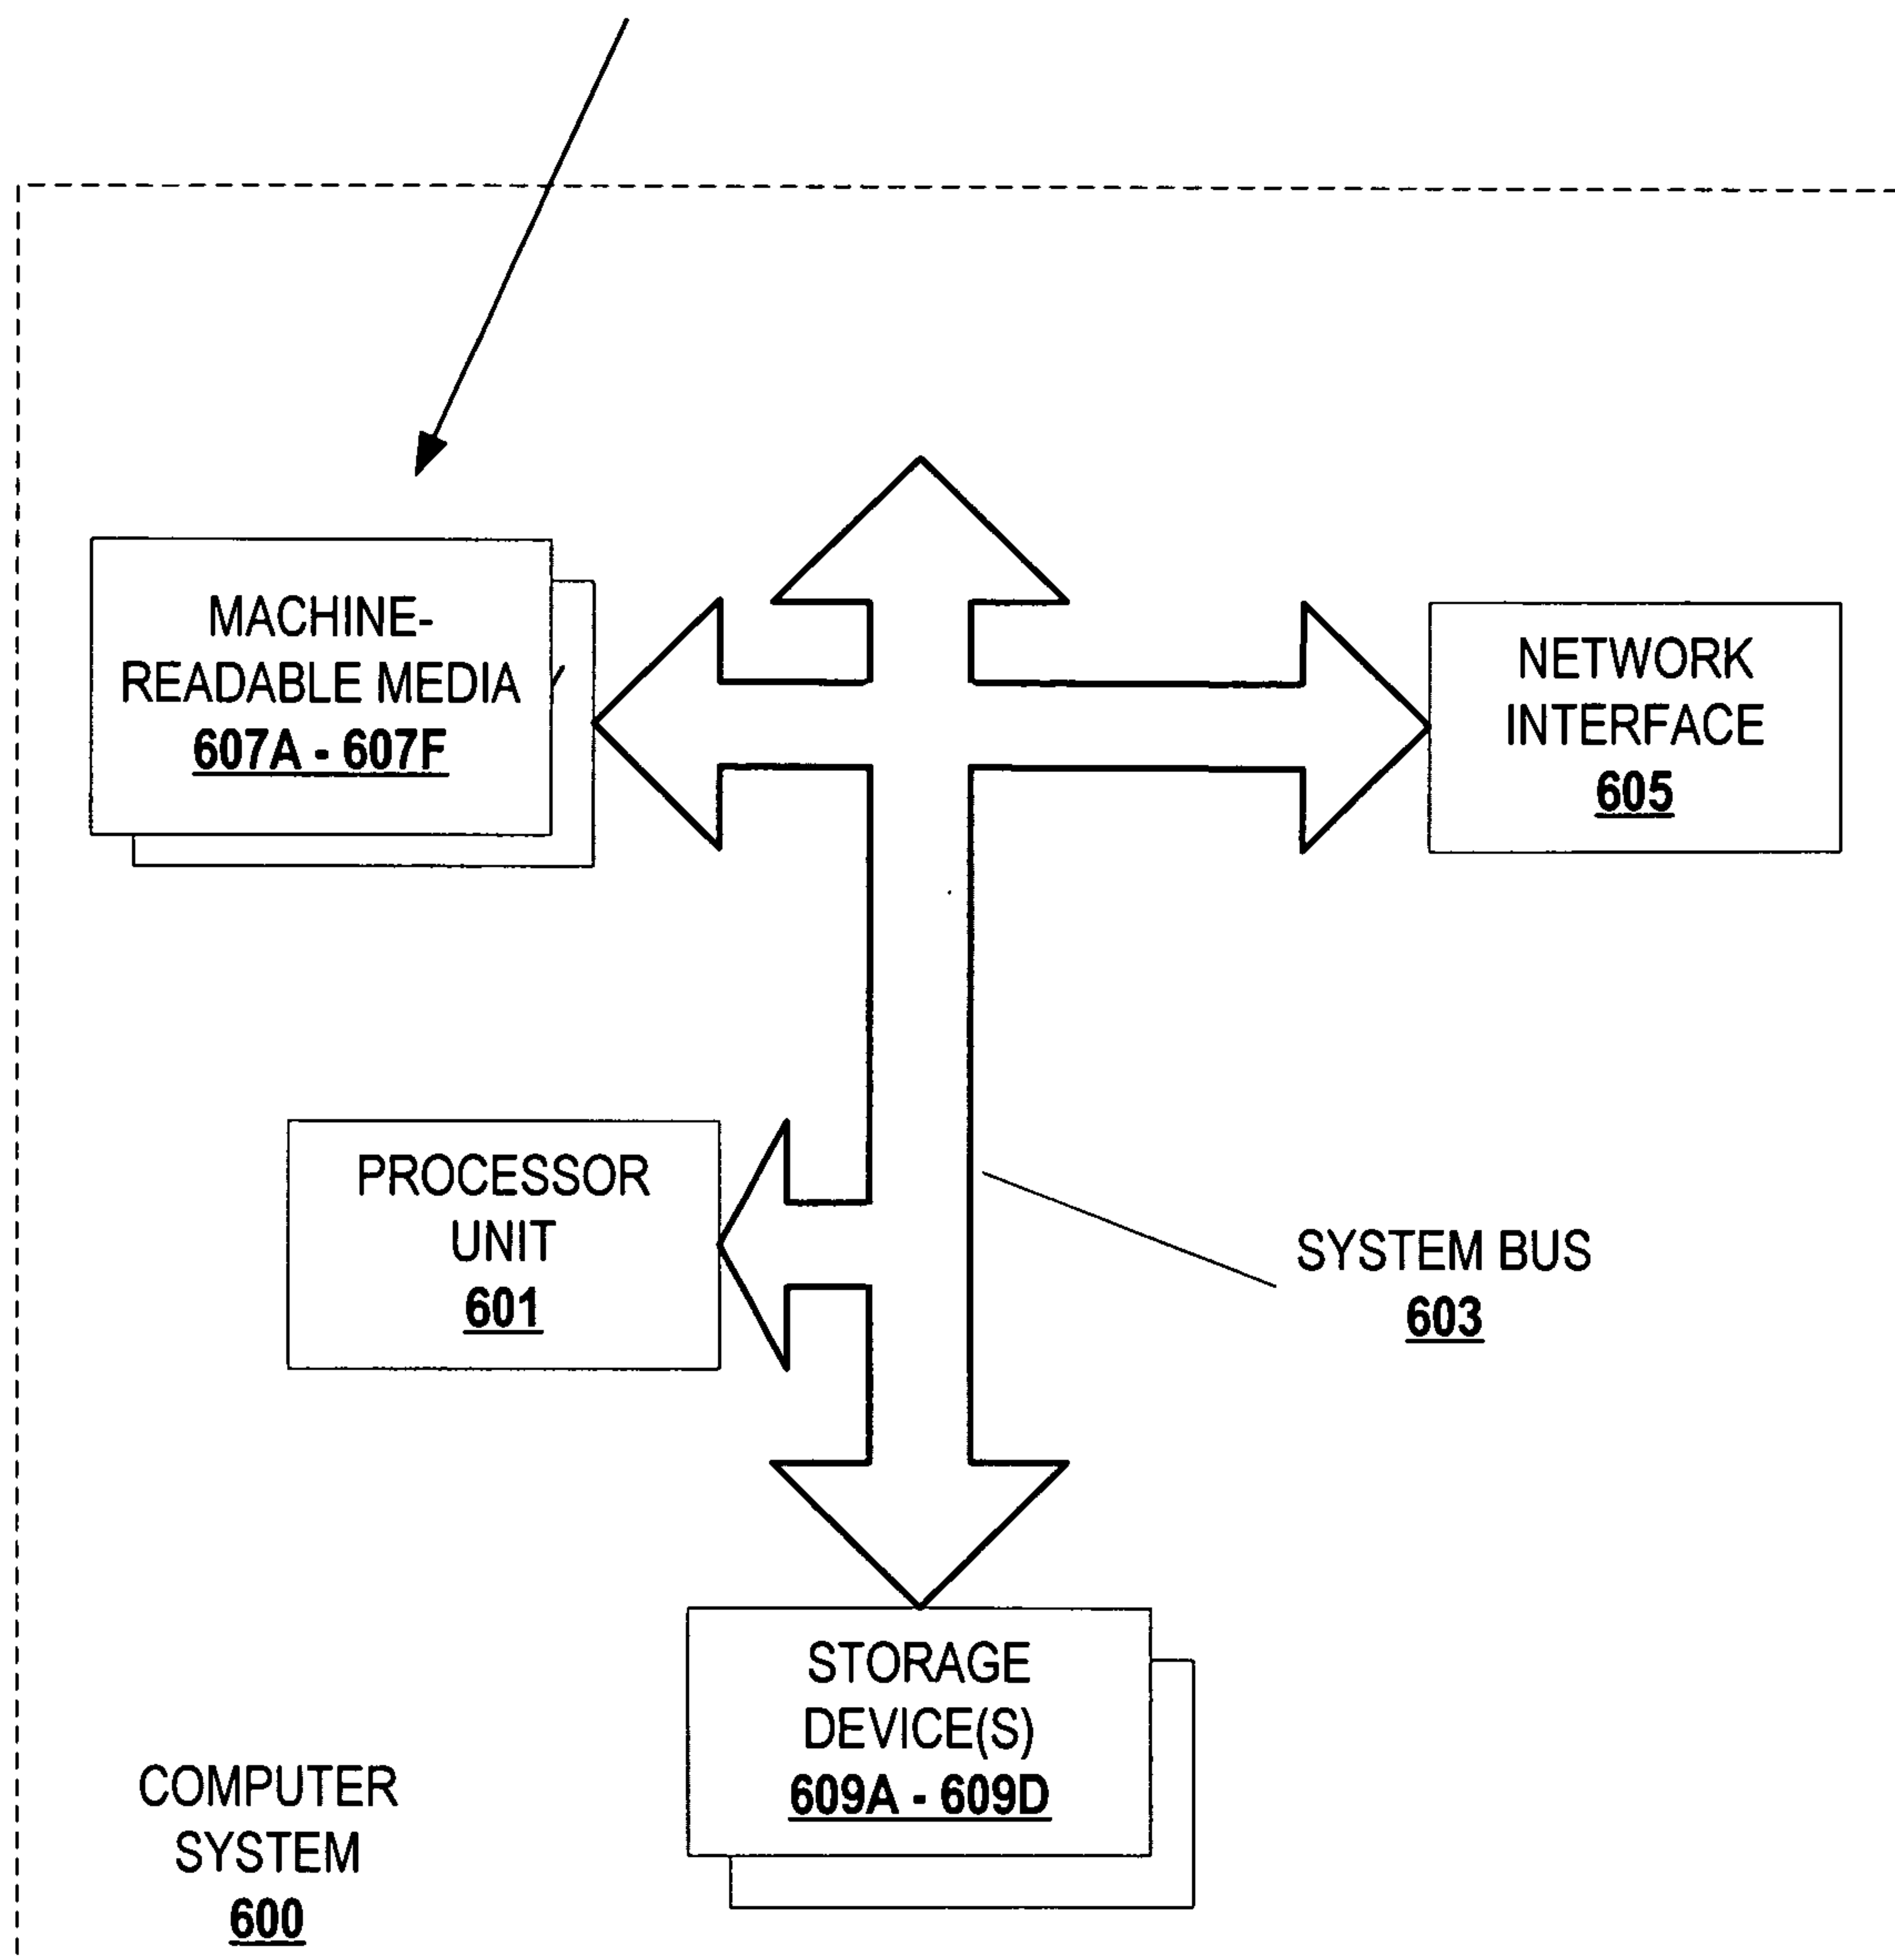 MACHINE-
READABLE MEDIA
607A - 607F
NETWORK
INTERFACE
605
PROCESSOR
UNIT
601
SYSTEM BUS
603
STORAGE
DEVICE(S)
609A - 609D
COMPUTER
SYSTEM
600